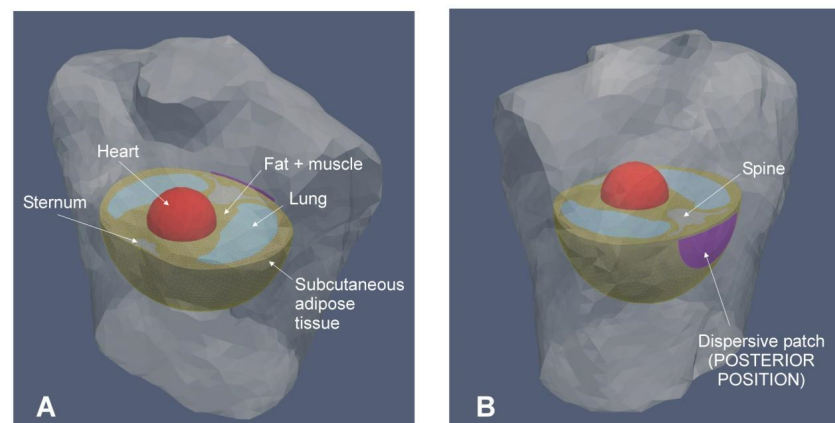 Heart
Fat + muscle
Sternum
Lung
Subcutaneous
adipose
tissue
A
Spine
Dispersive patch
(POSTERIOR
POSITION)
B